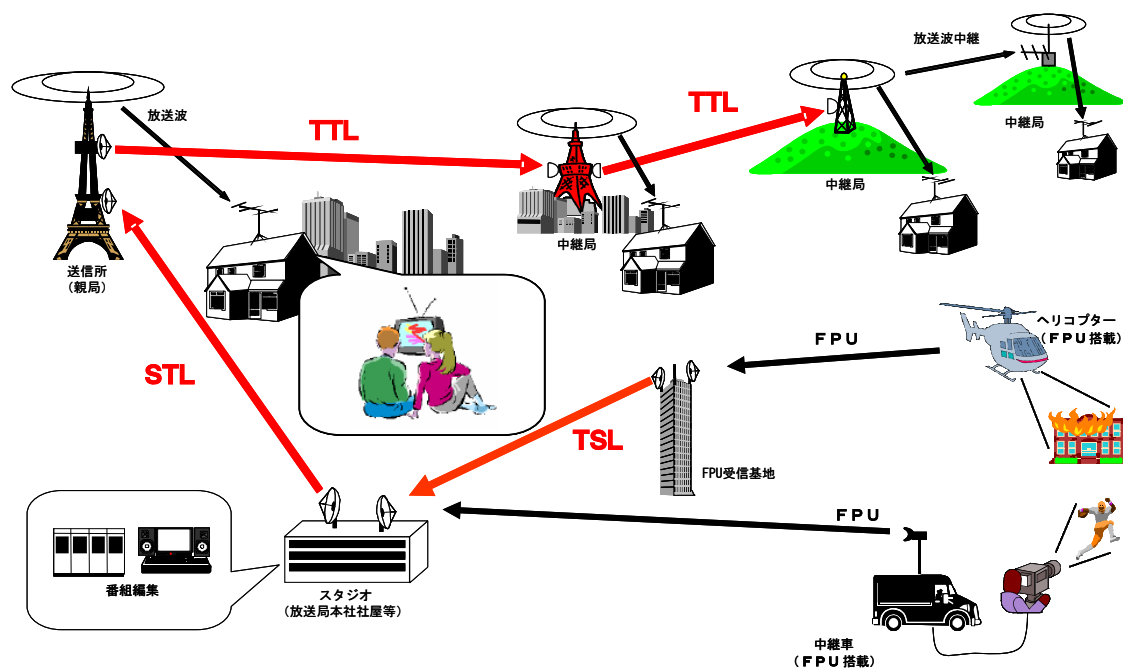 放送波中継
放送波
TTL
TTL
中継局
中継局
中継局
送信所
(親局)
ヘリコプター
(FPU搭載)
FPU
STL
TSL
FPU受信基地
FPU
番組編集
スタジオ
(放送局本社社屋等)
中継車
(FPU搭載)